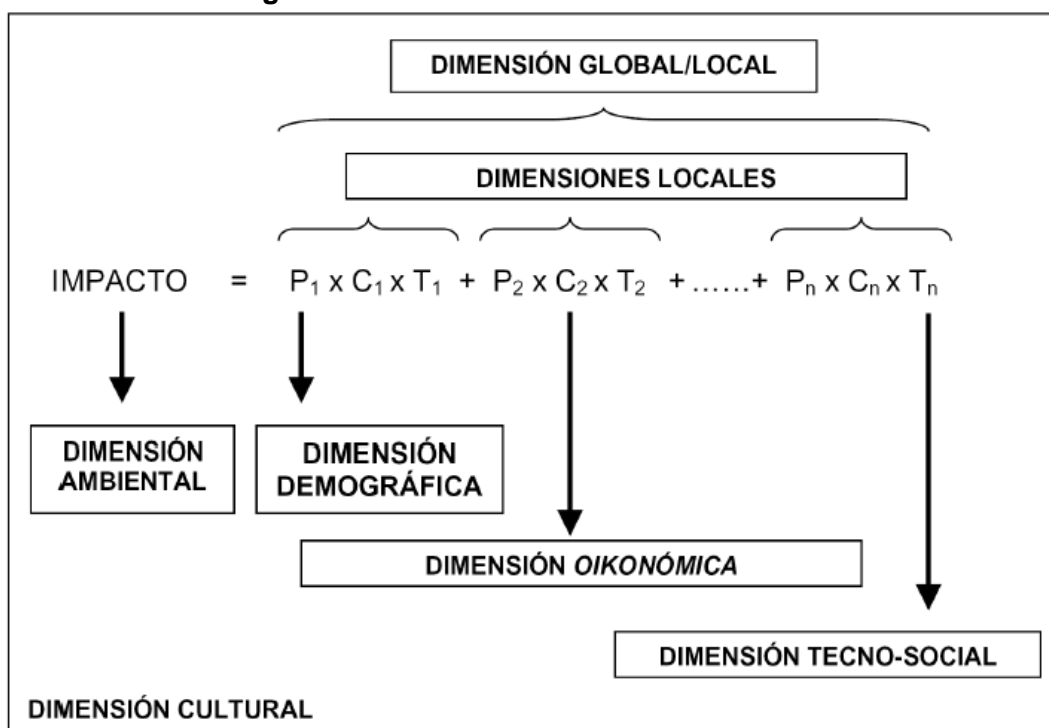 DIMENSIÓN GLOBAL/LOCAL
DIMENSIONES LOCALES
IMPACTO = P₁ x C₁ x T₁ + P₂ x C₂ x T₂ + ......+ Pₙ x Cₙ x Tₙ
DIMENSIÓN
AMBIENTAL
DIMENSIÓN
DEMOGRÁFICA
DIMENSIÓN OIKONÓMICA
DIMENSIÓN TECNO-SOCIAL
DIMENSIÓN CULTURAL